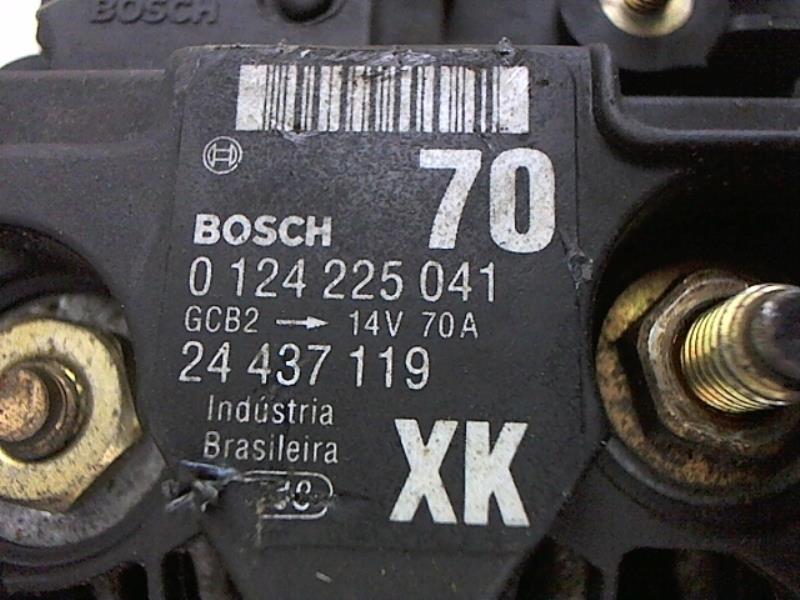 BOSCH
70
BOSCH
0 124 225 041
GCB2 → 14V 70A
24 437 119
Indústria
Brasileira
XK